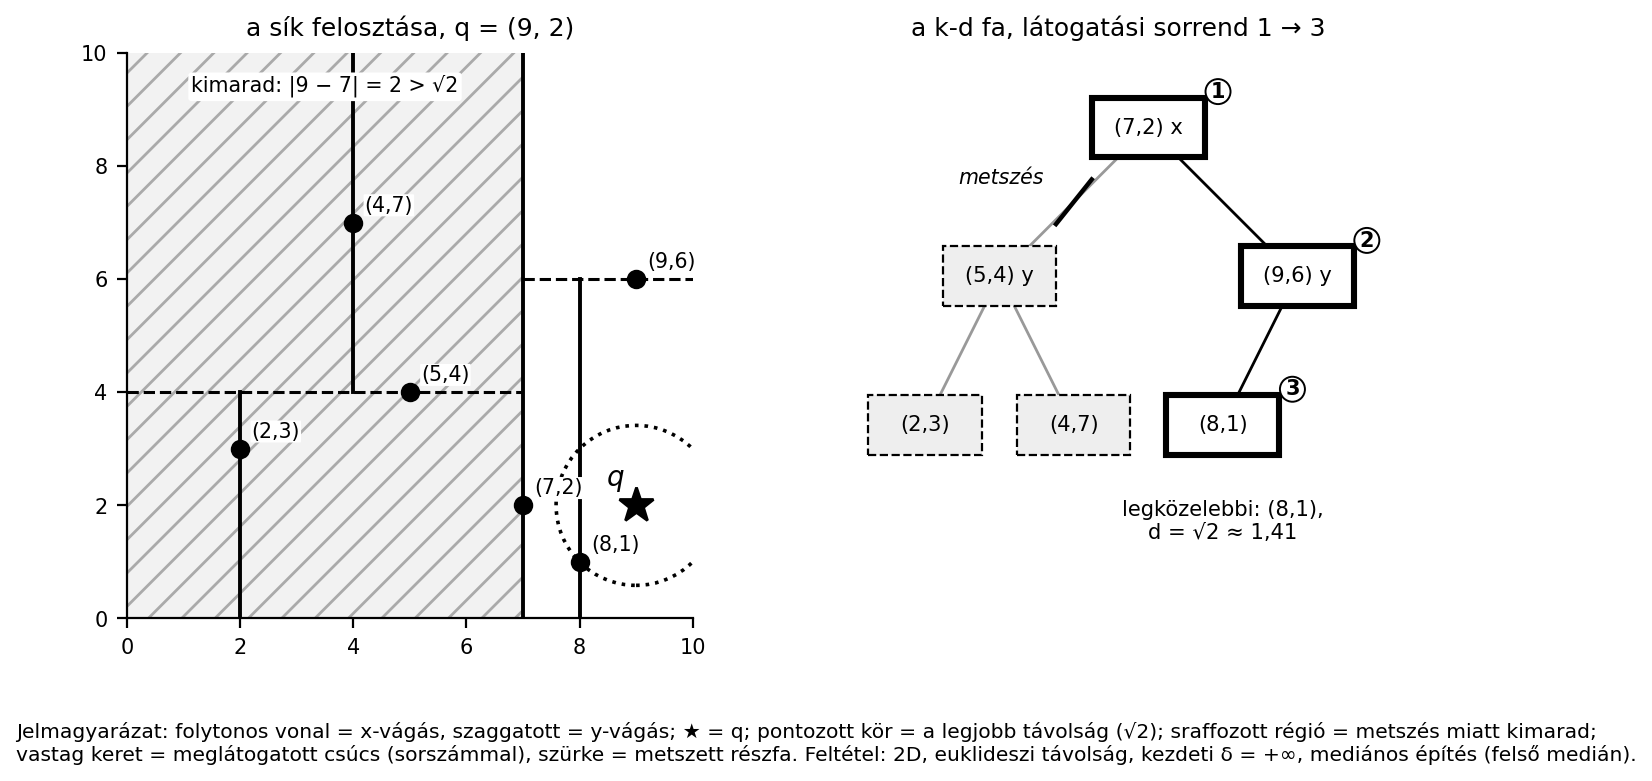 a sík felosztása, q = (9, 2)
10
8
6
4
2
0
0
2
4
6
8
10
kimarad: |9 − 7| = 2 > √2
(4,7)
(9,6)
(5,4)
(2,3)
(7,2)
q
(8,1)
a k-d fa, látogatási sorrend 1 → 3
1
(7,2) x
metszés
2
(5,4) y
(9,6) y
3
(2,3)
(4,7)
(8,1)
legközelebbi: (8,1),
d = √2 ≈ 1,41
Jelmagyarázat: folytonos vonal = x-vágás, szaggatott = y-vágás; ★ = q; pontozott kör = a legjobb távolság (√2); sraffozott régió = metszés miatt kimarad;
vastag keret = meglátogatott csúcs (sorszámmal), szürke = metszett részfa. Feltétel: 2D, euklideszi távolság, kezdeti δ = +∞, mediános építés (felső medián).